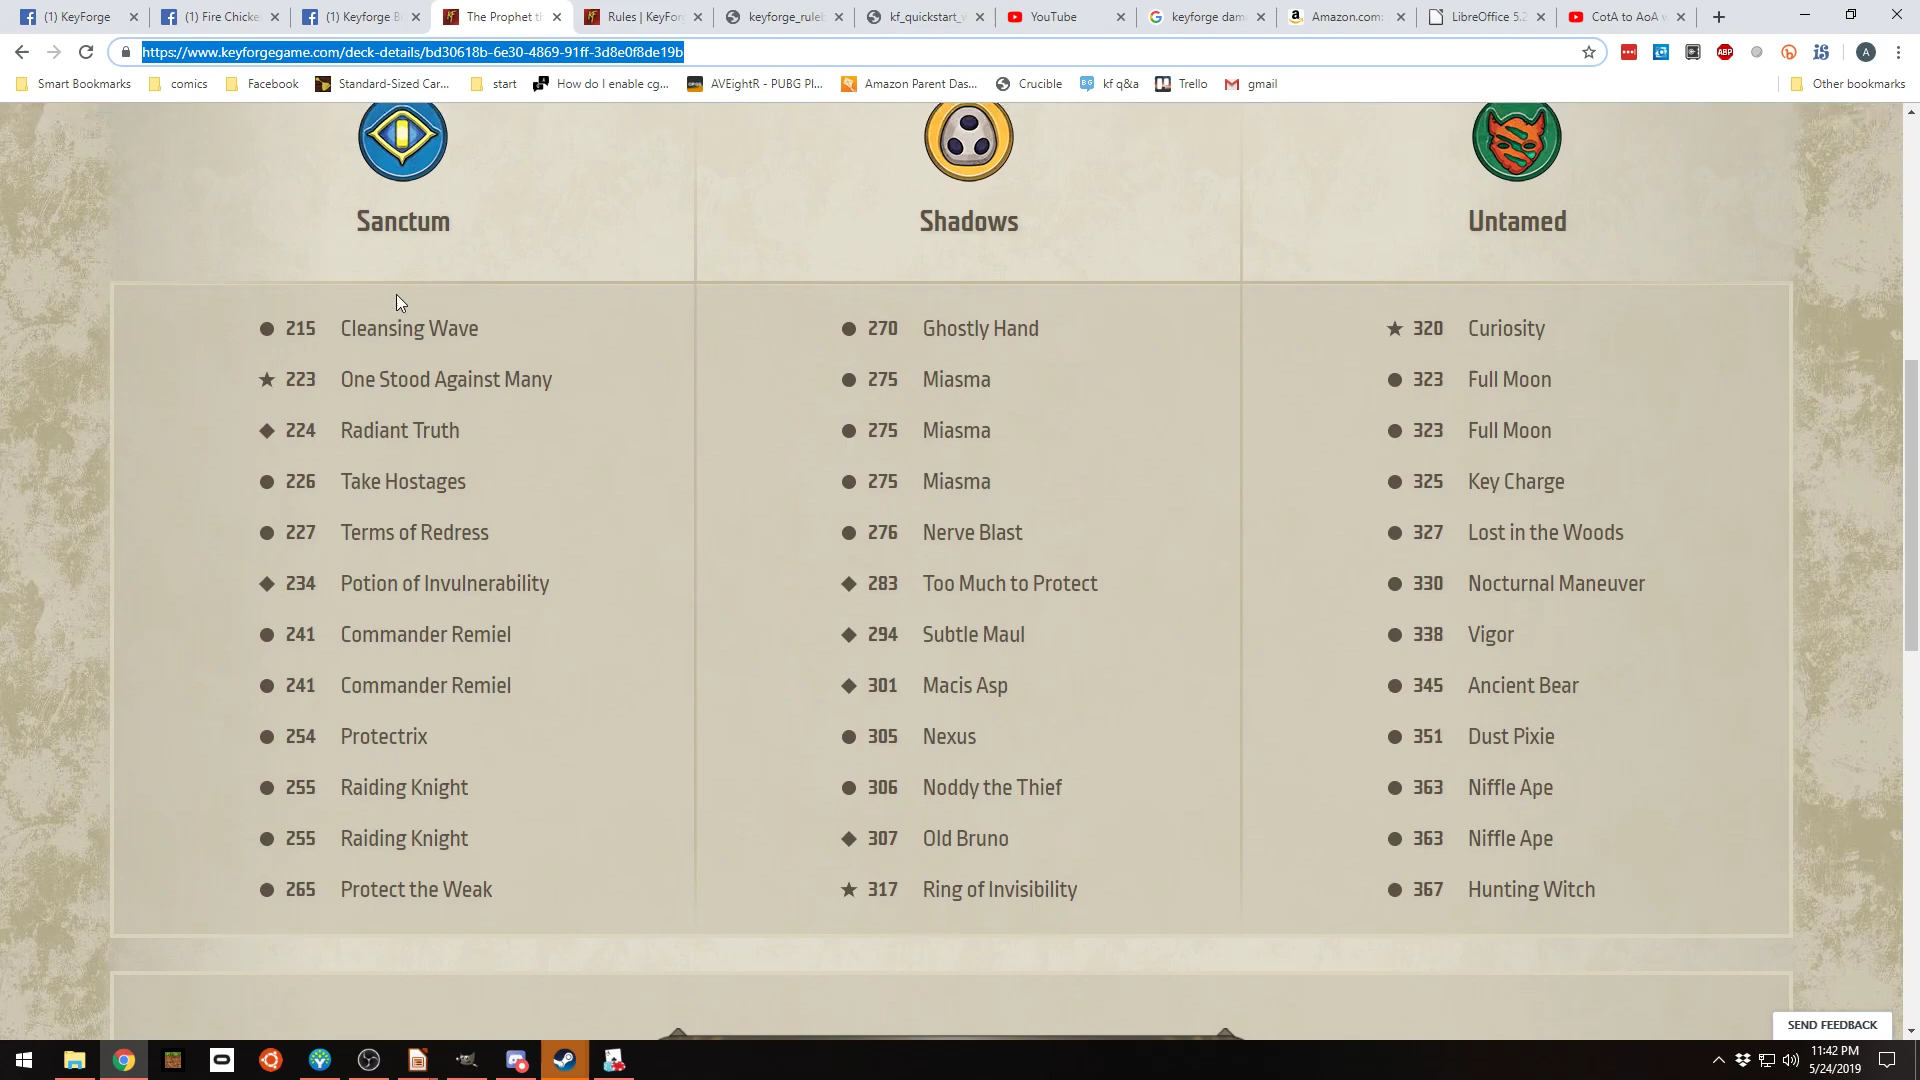 (1) KeyForge
(1) Fire Chicke
(1) Keyforge B
The Prophet t
Rules | KeyFor
keyforge_rule
kf_quickstart_
YouTube
keyforge dam
Amazon.com:
LibreOffice 5.2
CotA to AoA
https://www.keyforgegame.com/deck-details/bd30618b-6e30-4869-91ff-3d8e0f8de19b
ABP
A
Smart Bookmarks
comics
Facebook
Standard-Sized Car...
start
How do I enable cg...
AVEightR - PUBG Pl...
Amazon Parent Das...
Crucible
kf q&a
Trello
gmail
Other bookmarks
Sanctum
215 Cleansing Wave
★ 223 One Stood Against Many
◆ 224 Radiant Truth
226 Take Hostages
227 Terms of Redress
◆ 234 Potion of Invulnerability
241 Commander Remiel
241 Commander Remiel
254 Protectrix
255 Raiding Knight
255 Raiding Knight
265 Protect the Weak
Shadows
270 Ghostly Hand
275 Miasma
275 Miasma
275 Miasma
276 Nerve Blast
◆ 283 Too Much to Protect
◆ 294 Subtle Maul
◆ 301 Macis Asp
305 Nexus
306 Noddy the Thief
◆ 307 Old Bruno
★ 317 Ring of Invisibility
Untamed
★ 320 Curiosity
323 Full Moon
323 Full Moon
325 Key Charge
327 Lost in the Woods
330 Nocturnal Maneuver
338 Vigor
345 Ancient Bear
351 Dust Pixie
363 Niffle Ape
363 Niffle Ape
367 Hunting Witch
SEND FEEDBACK
11:42 PM
5/24/2019